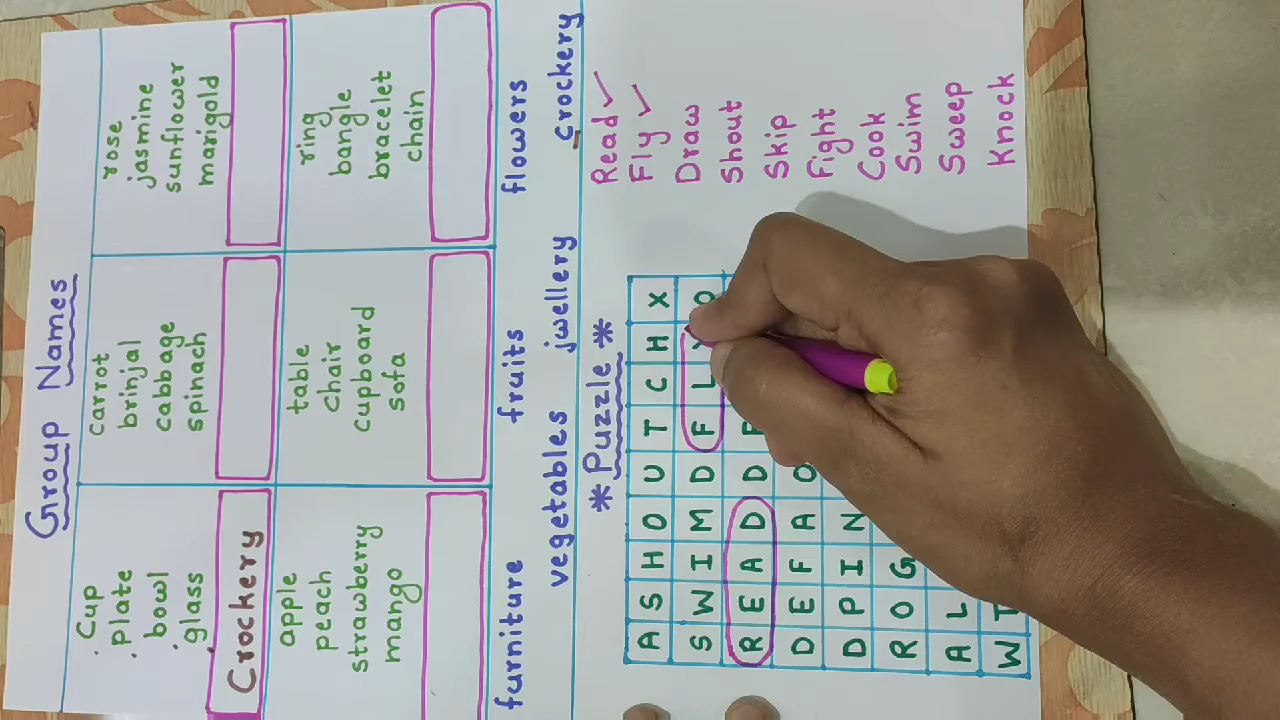 Group Names
Cup
plate
bowl
glass
Crockery
carrot
brinjal
cabbage
spinach
rose
jasmine
sunflower
marigold
apple
peach
strawberry
mango
table
chair
cupboard
sofa
ring
bangle
bracelet
chain
furniture fruits flowers
vegetables jwellery crockery
* Puzzle *
A S H O U T C H X
S W I M D F L Y O
R E A D D F
D E F A O
D P I N
R O G
A L
W I
Read ✓
Fly ✓
Draw
Shout
Skip
Fight
Cook
Swim
Sweep
Knock